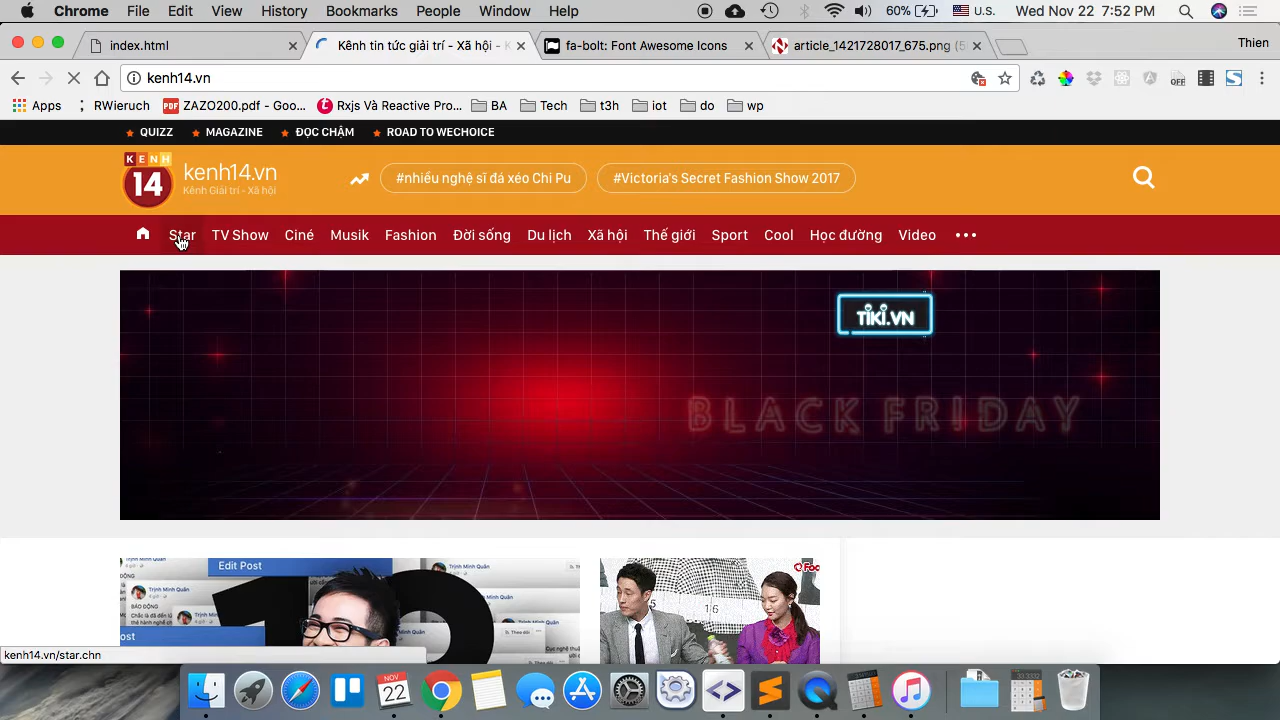 Chrome File Edit View History Bookmarks People Window Help 60% U.S. Wed Nov 22 7:52 PM
index.html Kênh tin tức giải trí - Xã hội - K fa-bolt: Font Awesome Icons article_1421728017_675.png (5 Thien
kenh14.vn
Apps RWieruch ZAZO200.pdf - Goo... Rxjs Và Reactive Pro... BA Tech t3h iot do wp
QUIZZ MAGAZINE ĐỌC CHẬM ROAD TO WECHOICE
KENH 14 kenh14.vn #nhiều nghệ sĩ đá xéo Chi Pu #Victoria's Secret Fashion Show 2017
Kênh Giải trí - Xã hội
Star TV Show Ciné Musik Fashion Đời sống Du lịch Xã hội Thế giới Sport Cool Học đường Video
TIKI.VN
BLACK FRIDAY
Edit Post
Trịnh Minh Quân
Post
kenh14.vn/star.chn
NOV
22